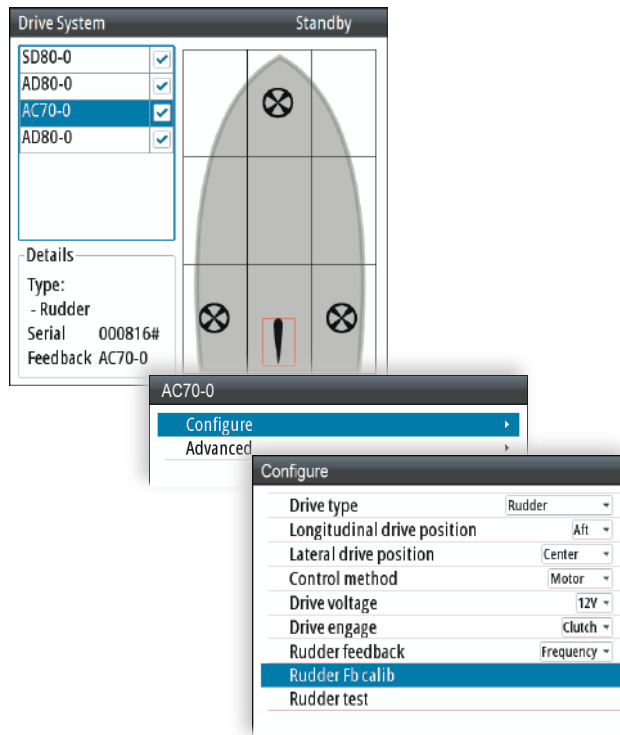 Drive System Standby
SD80-0
AD80-0
AC70-0
AD80-0
Details
Type:
- Rudder
Serial 000816#
Feedback AC70-0
AC70-0
Configure
Advanced
Configure
Drive type Rudder
Longitudinal drive position Aft
Lateral drive position Center
Control method Motor
Drive voltage 12V
Drive engage Clutch
Rudder feedback Frequency
Rudder Fb calib
Rudder test